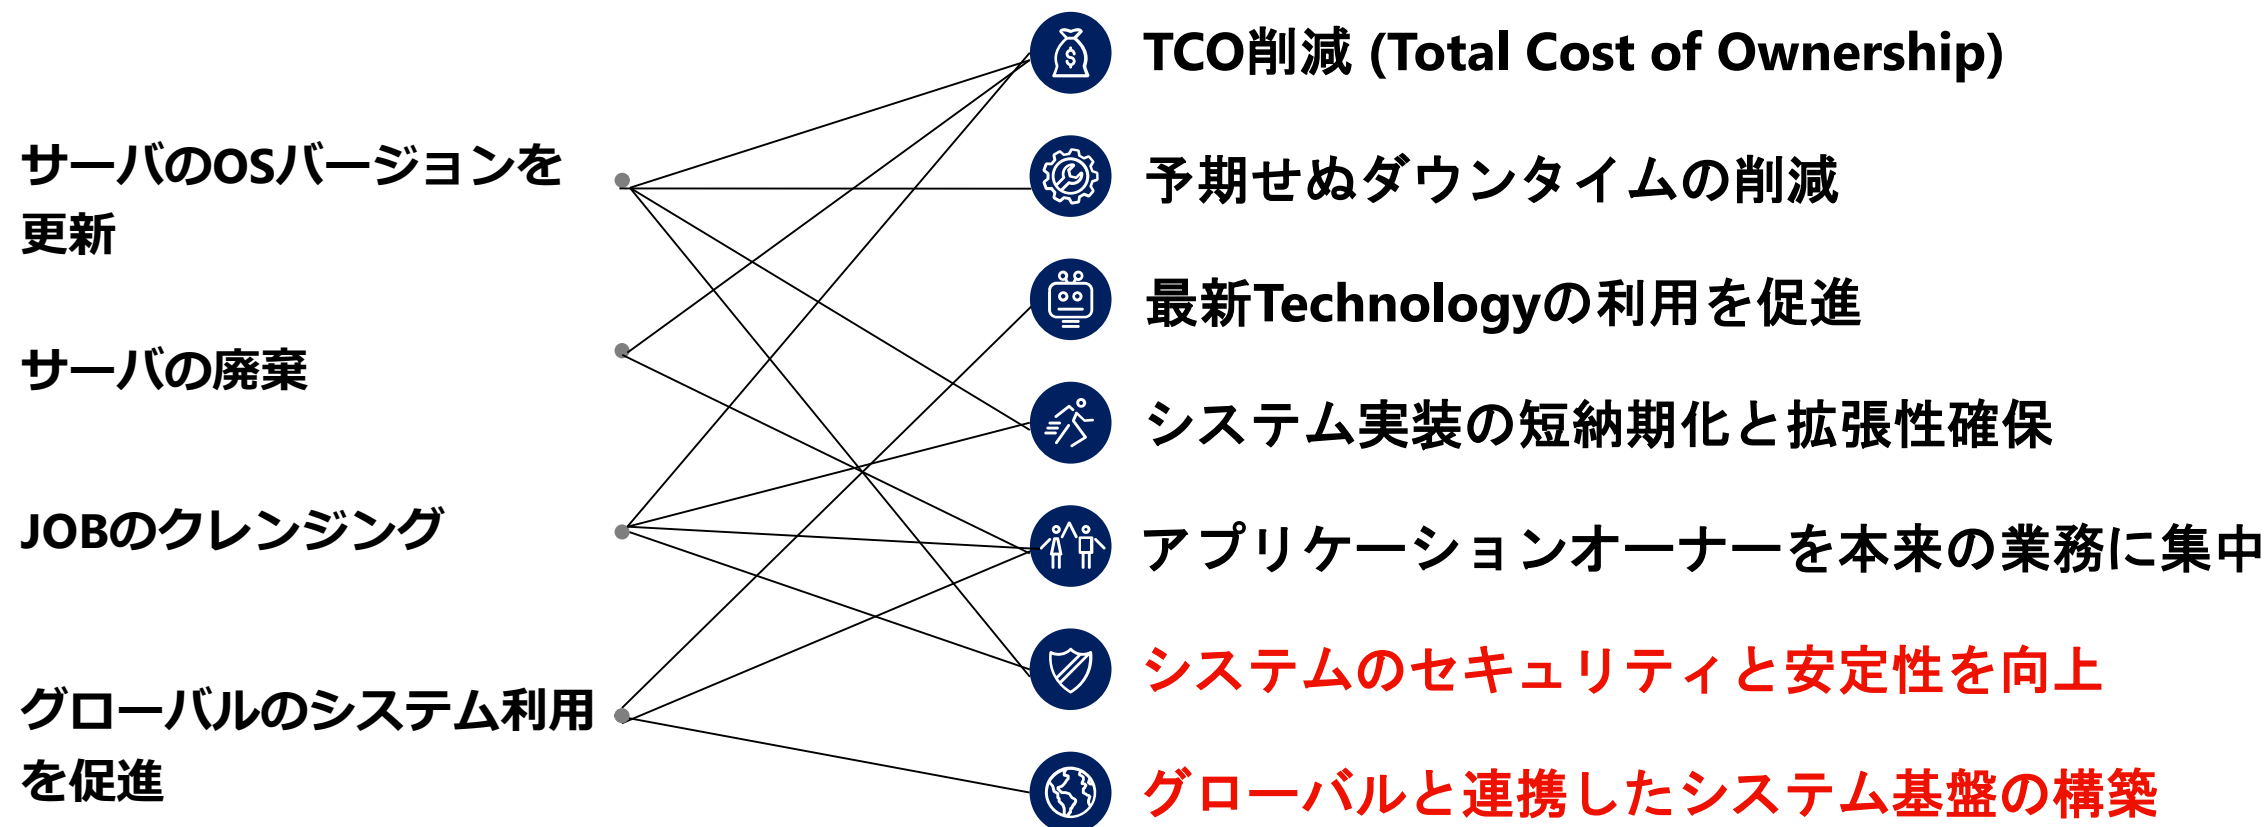 サーバのOSバージョンを
更新
サーバの廃棄
JOBのクレンジング
グローバルのシステム利用
を促進
TCO削減 (Total Cost of Ownership)
予期せぬダウンタイムの削減
最新Technologyの利用を促進
システム実装の短納期化と拡張性確保
アプリケーションオーナーを本来の業務に集中
システムのセキュリティと安定性を向上
グローバルと連携したシステム基盤の構築